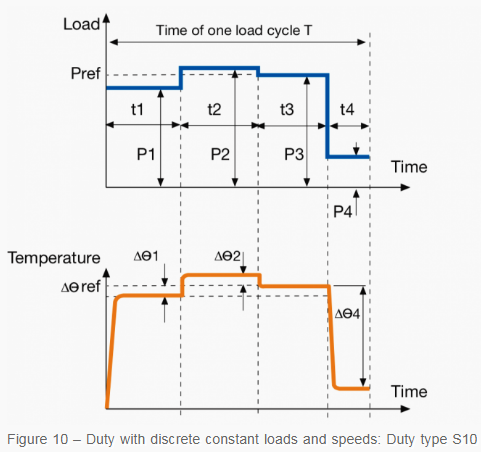 Load
Time of one load cycle T
Pref
t1 t2 t3 t4
P1 P2 P3
Time
P4
Temperature
ΔΘ1 ΔΘ2
ΔΘ ref
ΔΘ4
Time
Figure 10 – Duty with discrete constant loads and speeds: Duty type S10